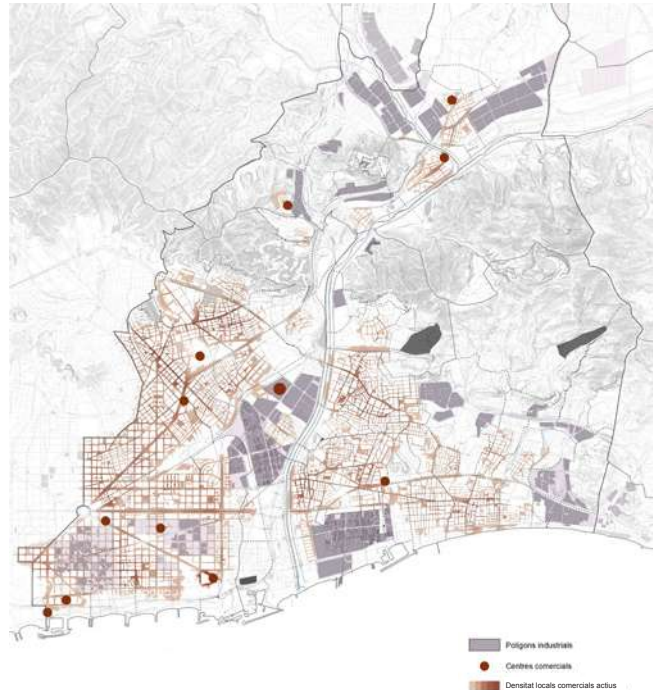 Polígons industrials
Centres comercials
Densitat locals comercials actius